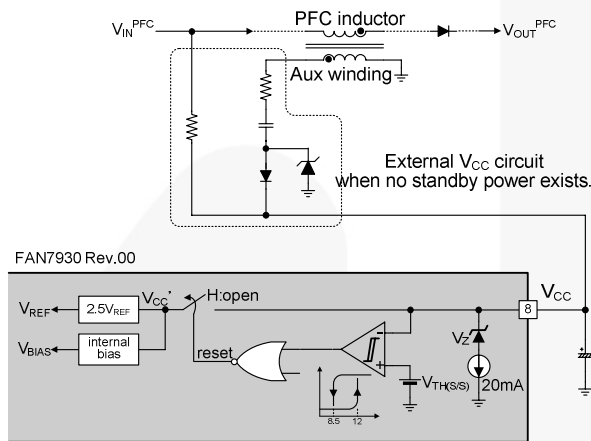 PFC inductor
V_IN^PFC
V_OUT^PFC
Aux winding
External V_CC circuit
when no standby power exists.
FAN7930 Rev.00
V_REF
2.5V_REF
V_CC'
H:open
8
V_CC
V_BIAS
internal
bias
reset
-
+
V_Z
V_TH(S/S)
20mA
8.5
12
+